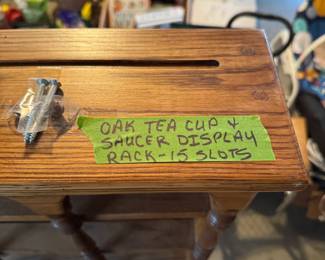 OAK TEA CUP &
SAUCER DISPLAY
RACK-15 SLOTS